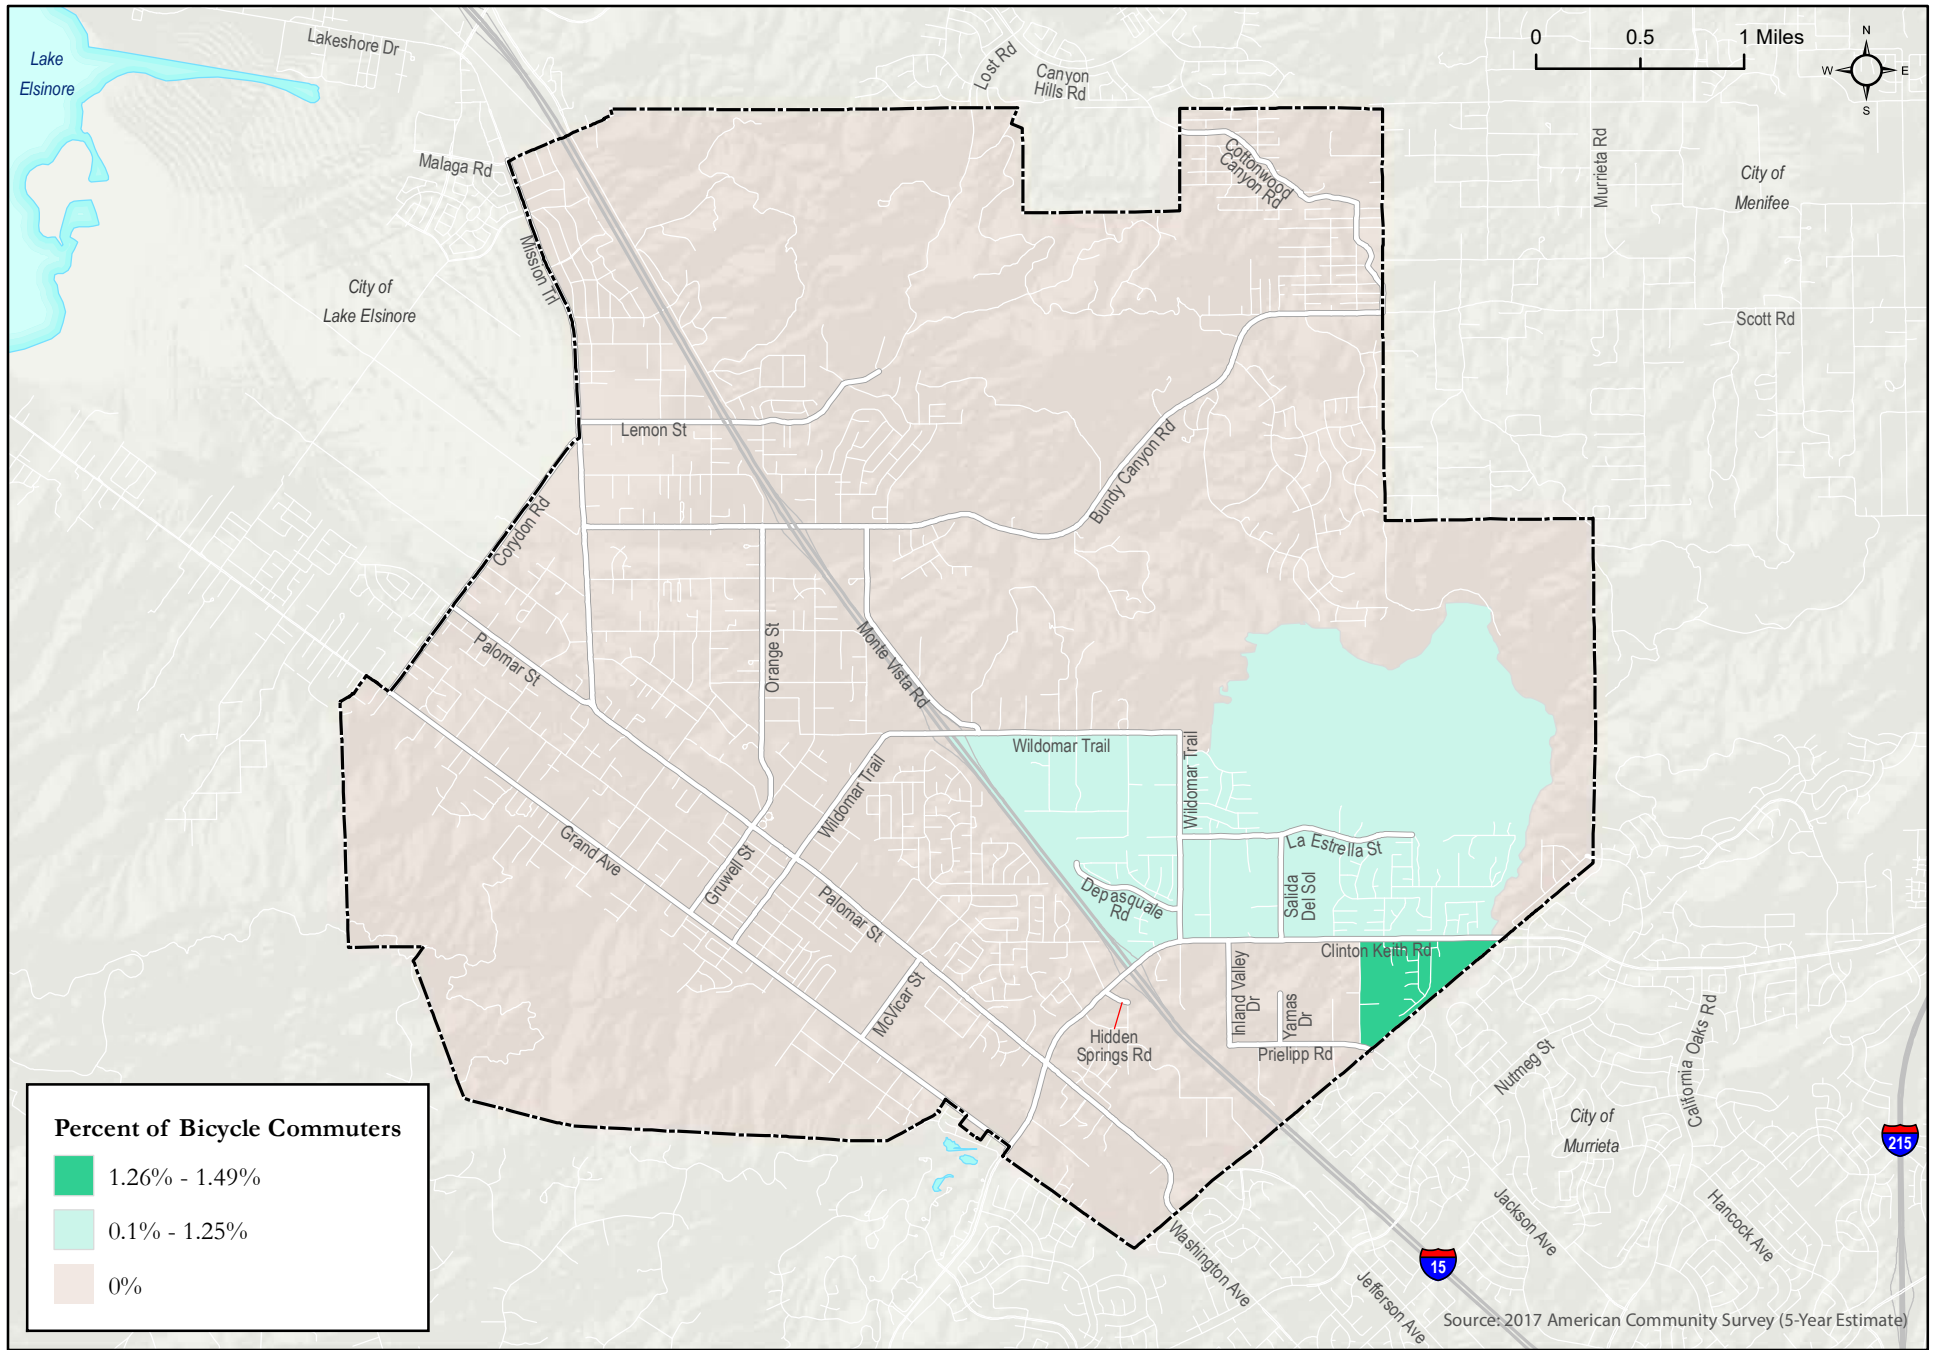 Lake
Elsinore
Lakeshore Dr
Lost Rd
Canyon
Hills Rd
0 0.5 1 Miles
N
W E
S
Malaga Rd
Cottonwood
Canyon Rd
Murrieta Rd
City of
Menifee
Mission Trl
City of
Lake Elsinore
Scott Rd
Lemon St
Bundy Canyon Rd
Corydon Rd
Palomar St
Orange St
Monte Vista Rd
Wildomar Trail
Wildomar Trail
Wildomar Trail
Grand Ave
Gruwell St
La Estrella St
Depasquale
Rd
Salida
Del Sol
Palomar St
Clinton Keith Rd
McVicar St
Inland Valley
Dr
Yamas
Dr
Hidden
Springs Rd
Prielipp Rd
Nutmeg St
California Oaks Rd
City of
Murrieta
215
Percent of Bicycle Commuters
1.26% - 1.49%
0.1% - 1.25%
0%
Washington Ave
Jackson Ave
Hancock Ave
15
Jefferson Ave
Source: 2017 American Community Survey (5-Year Estimate)